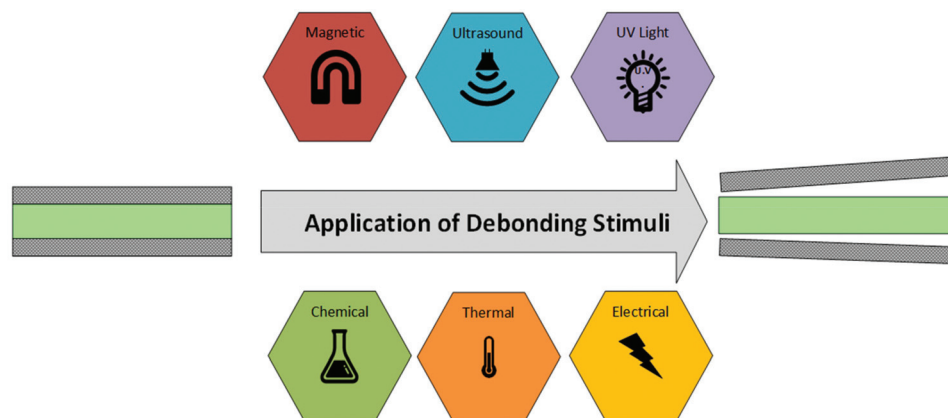 Magnetic
Ultrasound
UV Light
U.V
Application of Debonding Stimuli
Chemical
Thermal
Electrical